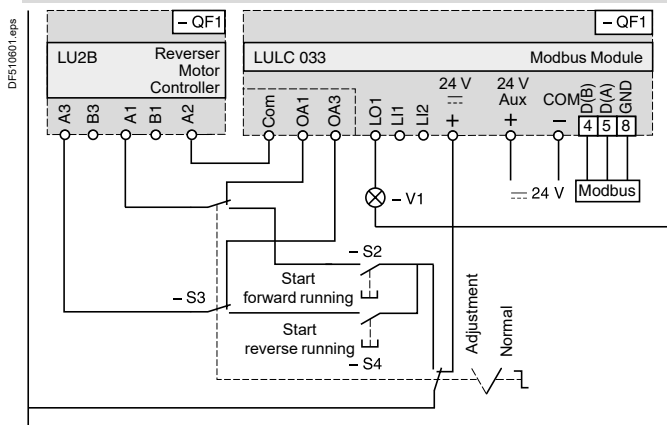 DF510601.eps
– QF1
– QF1
LU2B
Reverser
Motor
Controller
LULC 033
Modbus Module
A3
B3
A1
B1
A2
Com
OA1
OA3
LO1
LI1
LI2
24 V
+
24 V
Aux
+
COM
–
D(B)
D(A)
GND
4 5 8
– V1
24 V
Modbus
– S2
Start
forward running
– S3
Start
reverse running
– S4
Adjustment
Normal